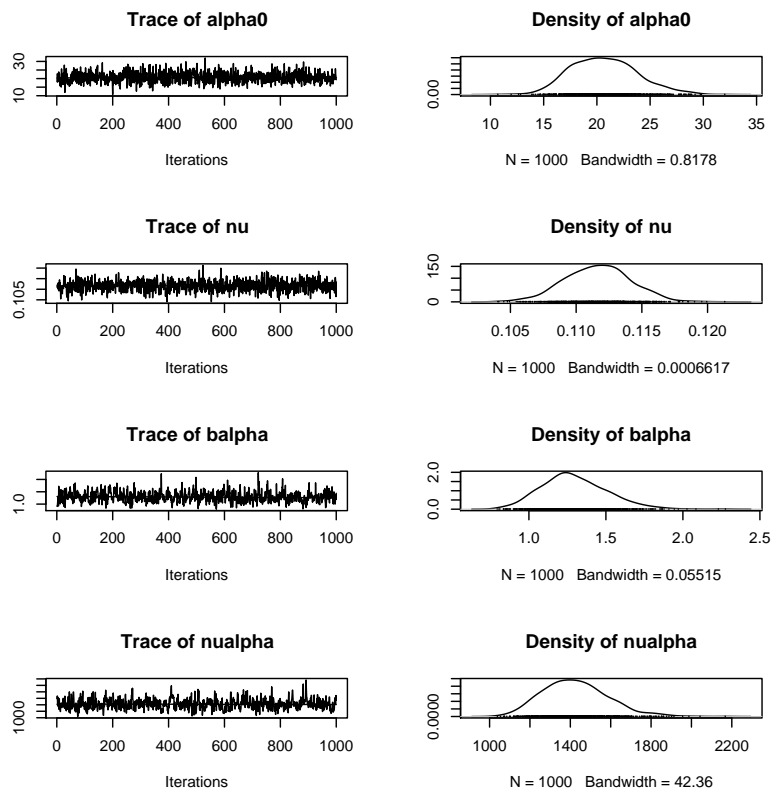 Trace of alpha0
30
10
0 200 400 600 800 1000
Iterations
Density of alpha0
0.00
10 15 20 25 30 35
N = 1000 Bandwidth = 0.8178
Trace of nu
0.105
0 200 400 600 800 1000
Iterations
Density of nu
150
0
0.105 0.110 0.115 0.120
N = 1000 Bandwidth = 0.0006617
Trace of balpha
1.0
0 200 400 600 800 1000
Iterations
Density of balpha
2.0
0.0
1.0 1.5 2.0 2.5
N = 1000 Bandwidth = 0.05515
Trace of nualpha
1000
0 200 400 600 800 1000
Iterations
Density of nualpha
0.0000
1000 1400 1800 2200
N = 1000 Bandwidth = 42.36